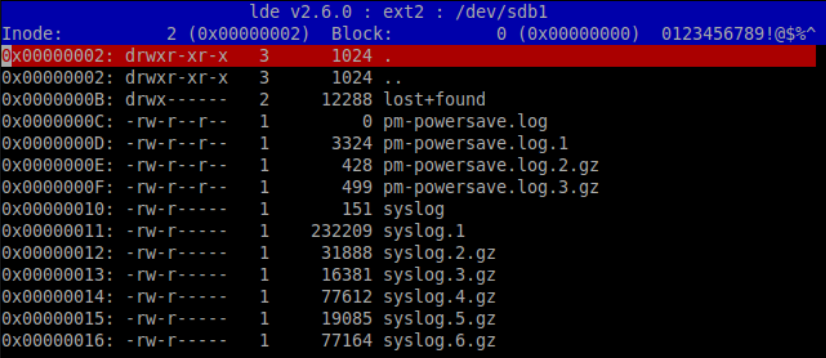 lde v2.6.0 : ext2 : /dev/sdb1
Inode: 2 (0x00000002) Block: 0 (0x00000000) 0123456789!@$%^
0x00000002: drwxr-xr-x 3 1024 .
0x00000002: drwxr-xr-x 3 1024 ..
0x0000000B: drwx------ 2 12288 lost+found
0x0000000C: -rw-r--r-- 1 0 pm-powersave.log
0x0000000D: -rw-r--r-- 1 3324 pm-powersave.log.1
0x0000000E: -rw-r--r-- 1 428 pm-powersave.log.2.gz
0x0000000F: -rw-r--r-- 1 499 pm-powersave.log.3.gz
0x00000010: -rw-r----- 1 151 syslog
0x00000011: -rw-r----- 1 232209 syslog.1
0x00000012: -rw-r----- 1 31888 syslog.2.gz
0x00000013: -rw-r----- 1 16381 syslog.3.gz
0x00000014: -rw-r----- 1 77612 syslog.4.gz
0x00000015: -rw-r----- 1 19085 syslog.5.gz
0x00000016: -rw-r----- 1 77164 syslog.6.gz